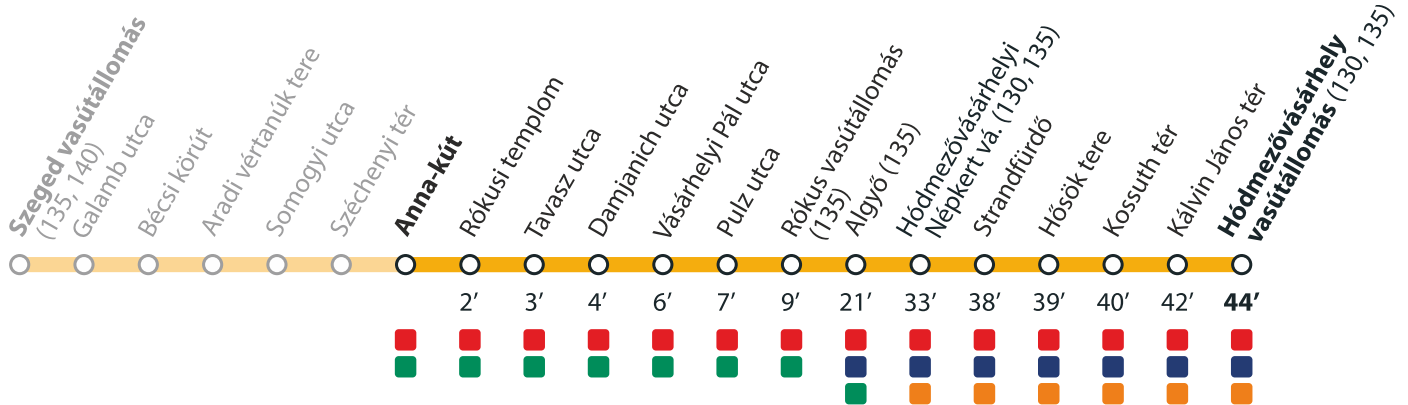 Szeged vasútállomás
(135, 140)
Galamb utca
Bécsi körút
Aradi vértanúk tere
Somogyi utca
Széchenyi tér
Anna-kút
Rókusi templom
Tavasz utca
Damjanich utca
Vásárhelyi Pál utca
Pulz utca
Rókus vasútállomás
(135)
Algyő (135)
Hódmezővásárhelyi
Népkert vá. (130, 135)
Strandfürdő
Hősök tere
Kossuth tér
Kálvin János tér
Hódmezővásárhely
vasútállomás (130, 135)
2’ 3’ 4’ 6’ 7’ 9’ 21’ 33’ 38’ 39’ 40’ 42’ 44’